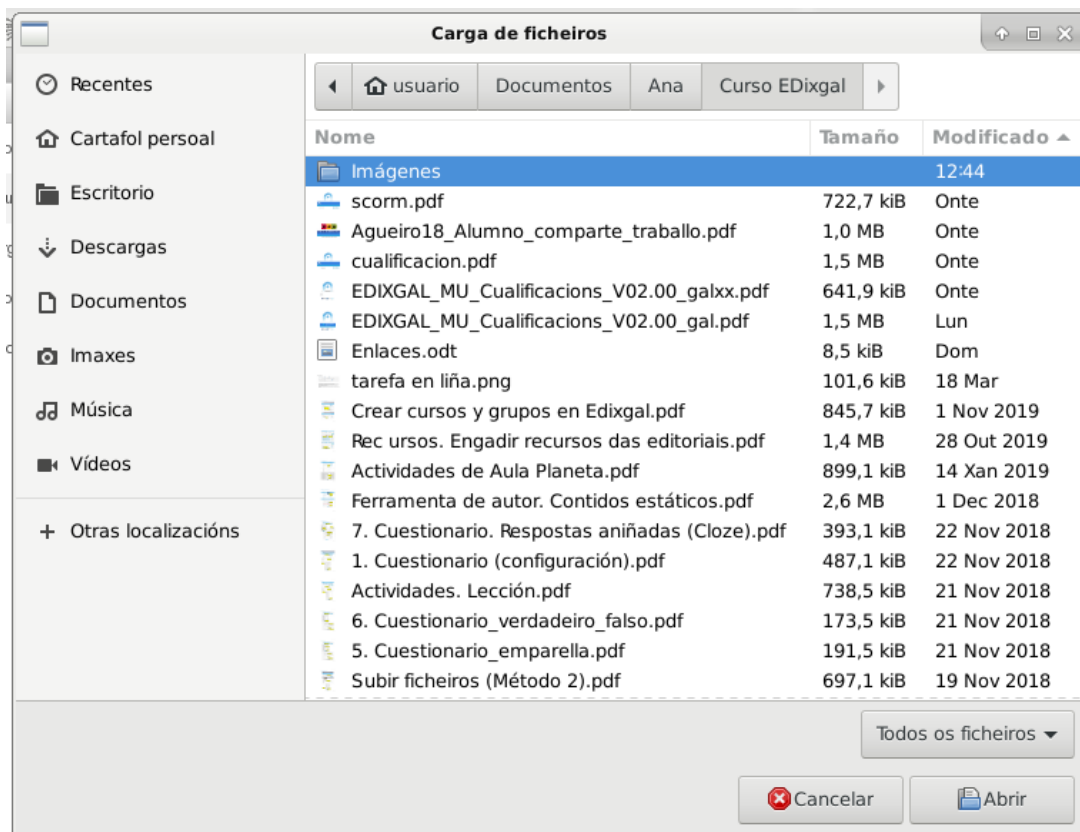 Carga de ficheiros
Recentes
Cartafol persoal
Escritorio
Descargas
Documentos
Imaxes
Música
Vídeos
Otras localizacións
usuario Documentos Ana Curso EDixgal
Nome Tamaño Modificado
Imágenes 12:44
scorm.pdf 722,7 kiB Onte
Agueiro18_Alumno_comparte_traballo.pdf 1,0 MB Onte
cualificacion.pdf 1,5 MB Onte
EDIXGAL_MU_Cualificacions_V02.00_galxx.pdf 641,9 kiB Onte
EDIXGAL_MU_Cualificacions_V02.00_gal.pdf 1,5 MB Lun
Enlaces.odt 8,5 kiB Dom
tarefa en liña.png 101,6 kiB 18 Mar
Crear cursos y grupos en Edixgal.pdf 845,7 kiB 1 Nov 2019
Rec ursos. Engadir recursos das editoriais.pdf 1,4 MB 28 Out 2019
Actividades de Aula Planeta.pdf 899,1 kiB 14 Xan 2019
Ferramenta de autor. Contidos estáticos.pdf 2,6 MB 1 Dec 2018
7. Cuestionario. Respostas aniñadas (Cloze).pdf 393,1 kiB 22 Nov 2018
1. Cuestionario (configuración).pdf 487,1 kiB 22 Nov 2018
Actividades. Lección.pdf 738,5 kiB 21 Nov 2018
6. Cuestionario_verdadeiro_falso.pdf 173,5 kiB 21 Nov 2018
5. Cuestionario_emparella.pdf 191,5 kiB 21 Nov 2018
Subir ficheiros (Método 2).pdf 697,1 kiB 19 Nov 2018
Todos os ficheiros
Cancelar Abrir